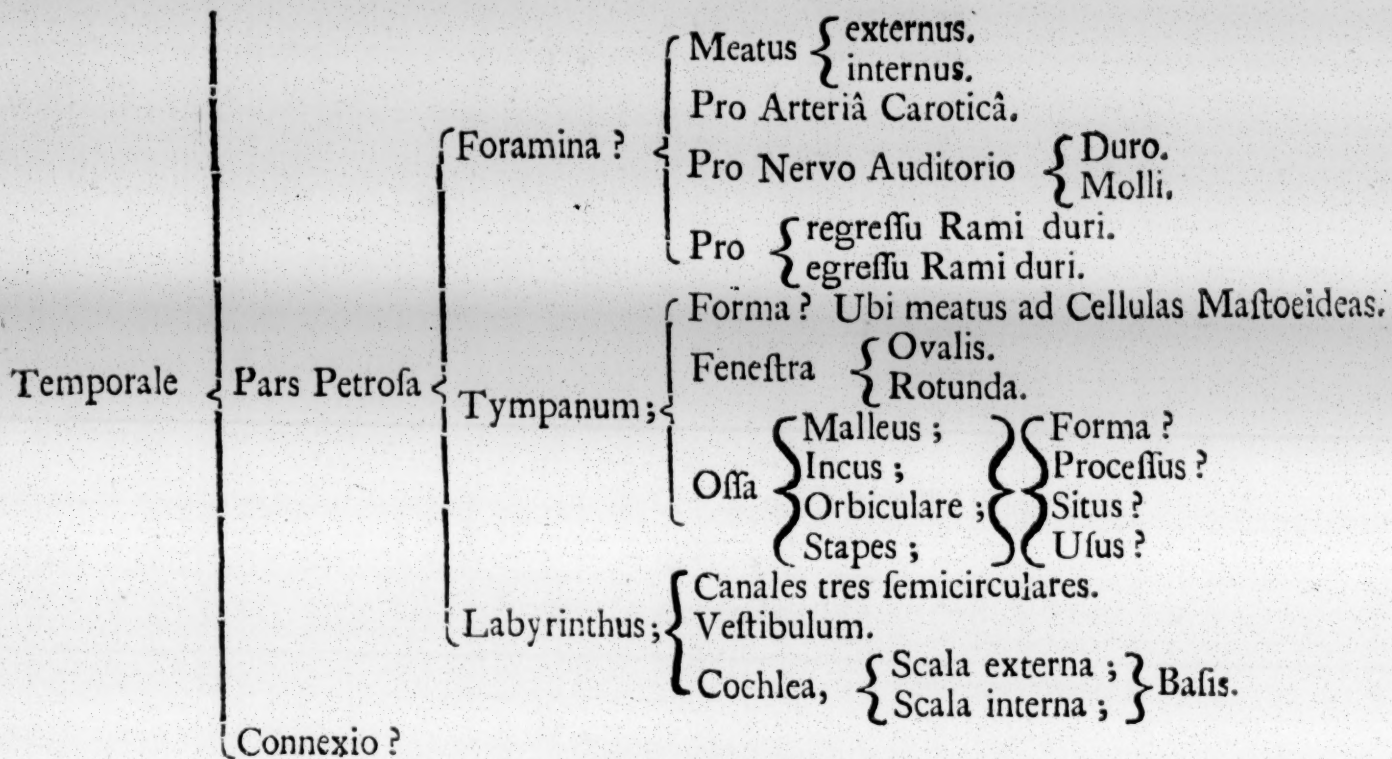 Meatus { externus.
internus.
Pro Arteriâ Caroticâ.
Foramina ?
Pro Nervo Auditorio { Duro.
Molli.
Pro { regreſſu Rami duri.
egreſſu Rami duri.
Forma ? Ubi meatus ad Cellulas Maſtoeideas.
Feneſtra { Ovalis.
Rotunda.
Temporale { Pars Petroſa {
Tympanum ; {
Oſſa { Malleus ; } { Forma ?
Incus ; Proceſſus ?
Orbiculare ; Situs ?
Stapes ; Uſus ?
Canales tres ſemicirculares.
Labyrinthus ; {
Veſtibulum.
Cochlea, { Scala externa ; } Baſis.
Scala interna ;
Connexio ?